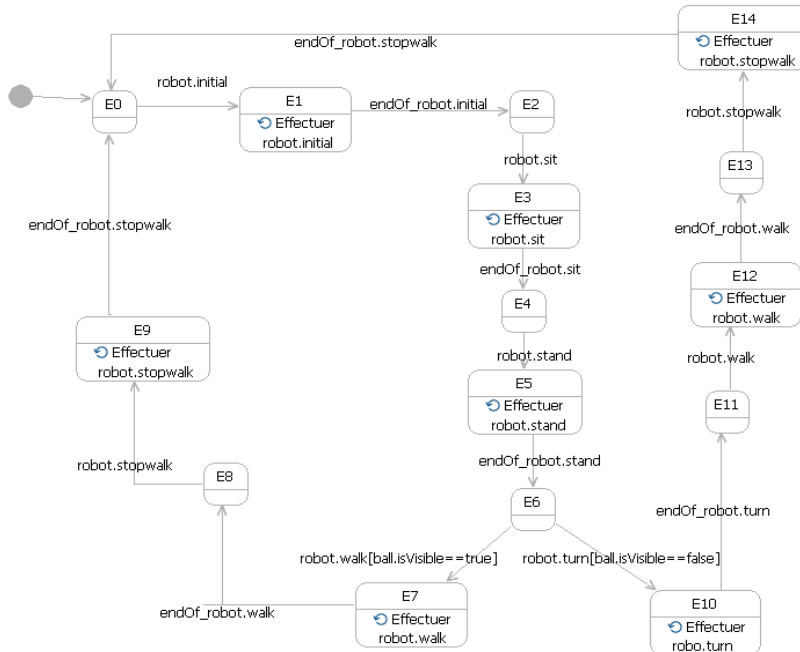 E14
Effectuer
robot.stopwalk
endOf_robot.stopwalk
robot.initial
E0
E1
Effectuer
robot.initial
endOf_robot.initial
E2
robot.stopwalk
robot.sit
E13
E3
Effectuer
robot.sit
endOf_robot.stopwalk
endOf_robot.walk
endOf_robot.sit
E12
Effectuer
robot.walk
E4
E9
Effectuer
robot.stopwalk
robot.stand
robot.walk
E5
Effectuer
robot.stand
E11
endOf_robot.stand
robot.stopwalk
E8
E6
endOf_robot.turn
robot.walk[ball.isVisible==true]
robot.turn[ball.isVisible==false]
E7
Effectuer
robot.walk
endOf_robot.walk
E10
Effectuer
robo.turn